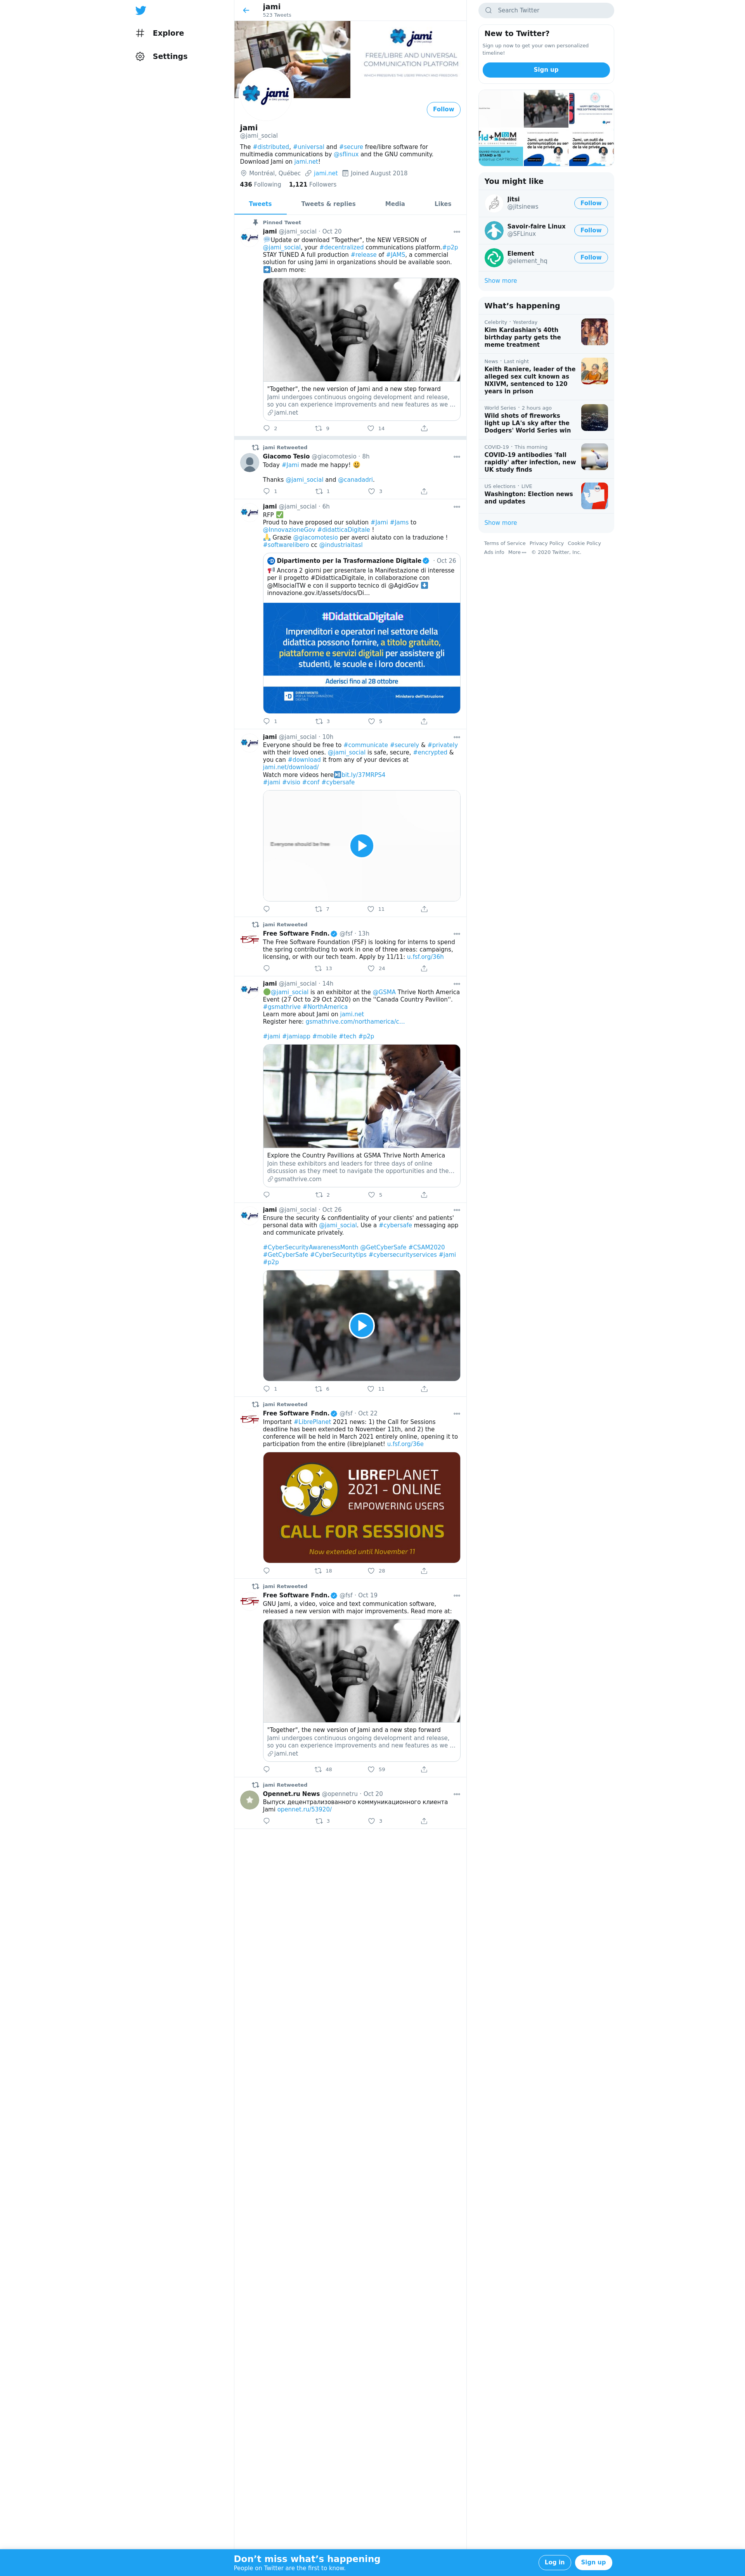 Explore
Settings
jami
523 Tweets
jami
FREE/LIBRE AND UNIVERSAL
COMMUNICATION PLATFORM
jami
Follow
jami
@jami_social
The #distributed, #universal and #secure free/libre software for
multimedia communications by @sflinux and the GNU community.
Download Jami on jami.net!
Montréal, Québec jami.net Joined August 2018
436 Following 1,121 Followers
Tweets Tweets & replies Media Likes
Pinned Tweet
jami @jami_social · Oct 20
Update or download "Together", the NEW VERSION of
@jami_social, your #decentralized communications platform.#p2p
STAY TUNED A full production #release of #JAMS, a commercial
solution for using Jami in organizations should be available soon.
Learn more:
"Together", the new version of Jami and a new step forward
Jami undergoes continuous ongoing development and release,
so you can experience improvements and new features as we ...
jami.net
2 9 14
jami Retweeted
Giacomo Tesio @giacomotesio · 8h
Today #Jami made me happy! 😃
Thanks @jami_social and @canadadri.
1 1 3
jami @jami_social · 6h
RFP ✅
Proud to have proposed our solution #Jami #Jams to
@InnovazioneGov #didatticaDigitale !
🙏 Grazie @giacomotesio per averci aiutato con la traduzione !
#softwarelibero cc @industriaitasl
Dipartimento per la Trasformazione Digitale · Oct 26
📢 Ancora 2 giorni per presentare la Manifestazione di interesse
per il progetto #DidatticaDigitale, in collaborazione con
@MIsocialTW e con il supporto tecnico di @AgidGov
innovazione.gov.it/assets/docs/Di...
#DidatticaDigitale
Imprenditori e operatori nel settore della
didattica possono fornire, a titolo gratuito,
piattaforme e servizi digitali per assistere gli
studenti, le scuole e i loro docenti.
Aderisci fino al 28 ottobre
Ministero dell'Istruzione
1 3 5
jami @jami_social · 10h
Everyone should be free to #communicate #securely & #privately
with their loved ones. @jami_social is safe, secure, #encrypted &
you can #download it from any of your devices at
jami.net/download/
Watch more videos here bit.ly/37MRPS4
#jami #visio #conf #cybersafe
Everyone should be free
7 11
jami Retweeted
Free Software Fndn. @fsf · 13h
The Free Software Foundation (FSF) is looking for interns to spend
the spring contributing to work in one of three areas: campaigns,
licensing, or with our tech team. Apply by 11/11: u.fsf.org/36h
13 24
jami @jami_social · 14h
@jami_social is an exhibitor at the @GSMA Thrive North America
Event (27 Oct to 29 Oct 2020) on the ''Canada Country Pavilion''.
#gsmathrive #NorthAmerica
Learn more about Jami on jami.net
Register here: gsmathrive.com/northamerica/c...
#jami #jamiapp #mobile #tech #p2p
Explore the Country Pavillions at GSMA Thrive North America
Join these exhibitors and leaders for three days of online
discussion as they meet to navigate the opportunities and the...
gsmathrive.com
2 5
jami @jami_social · Oct 26
Ensure the security & confidentiality of your clients' and patients'
personal data with @jami_social. Use a #cybersafe messaging app
and communicate privately.
#CyberSecurityAwarenessMonth @GetCyberSafe #CSAM2020
#GetCyberSafe #CyberSecuritytips #cybersecurityservices #jami
#p2p
1 6 11
jami Retweeted
Free Software Fndn. @fsf · Oct 22
Important #LibrePlanet 2021 news: 1) the Call for Sessions
deadline has been extended to November 11th, and 2) the
conference will be held in March 2021 entirely online, opening it to
participation from the entire (libre)planet! u.fsf.org/36e
LIBREPLANET
2021 - ONLINE
EMPOWERING USERS
CALL FOR SESSIONS
Now extended until November 11
18 28
jami Retweeted
Free Software Fndn. @fsf · Oct 19
GNU Jami, a video, voice and text communication software,
released a new version with major improvements. Read more at:
"Together", the new version of Jami and a new step forward
Jami undergoes continuous ongoing development and release,
so you can experience improvements and new features as we ...
jami.net
48 59
jami Retweeted
Opennet.ru News @opennetru · Oct 20
Выпуск децентрализованного коммуникационного клиента
Jami opennet.ru/53920/
3 3
Search Twitter
New to Twitter?
Sign up now to get your own personalized
timeline!
Sign up
You might like
Jitsi
@jitsinews
Follow
Savoir-faire Linux
@SFLinux
Follow
Element
@element_hq
Follow
Show more
What's happening
Celebrity · Yesterday
Kim Kardashian's 40th
birthday party gets the
meme treatment
News · Last night
Keith Raniere, leader of the
alleged sex cult known as
NXIVM, sentenced to 120
years in prison
World Series · 2 hours ago
Wild shots of fireworks
light up LA's sky after the
Dodgers' World Series win
COVID-19 · This morning
COVID-19 antibodies 'fall
rapidly' after infection, new
UK study finds
US elections · LIVE
Washington: Election news
and updates
Show more
Terms of Service Privacy Policy Cookie Policy
Ads info More © 2020 Twitter, Inc.
Don't miss what's happening
People on Twitter are the first to know.
Log in Sign up